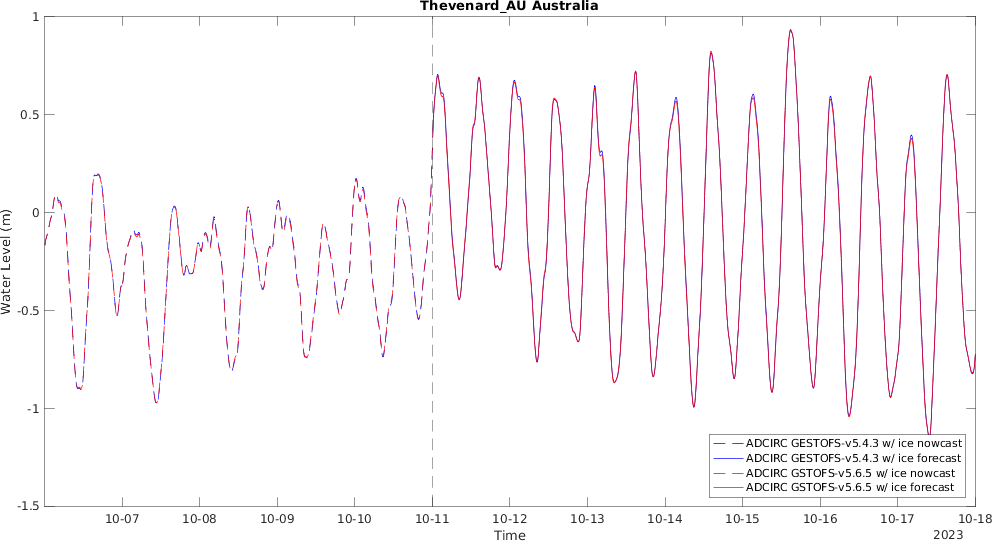 Thevenard_AU Australia
1
0.5
0
-0.5
-1
-1.5
Water Level (m)
10-07 10-08 10-09 10-10 10-11 10-12 10-13 10-14 10-15 10-16 10-17 10-18
Time
2023
ADCIRC GESTOFS-v5.4.3 w/ ice nowcast
ADCIRC GESTOFS-v5.4.3 w/ ice forecast
ADCIRC GSTOFS-v5.6.5 w/ ice nowcast
ADCIRC GSTOFS-v5.6.5 w/ ice forecast